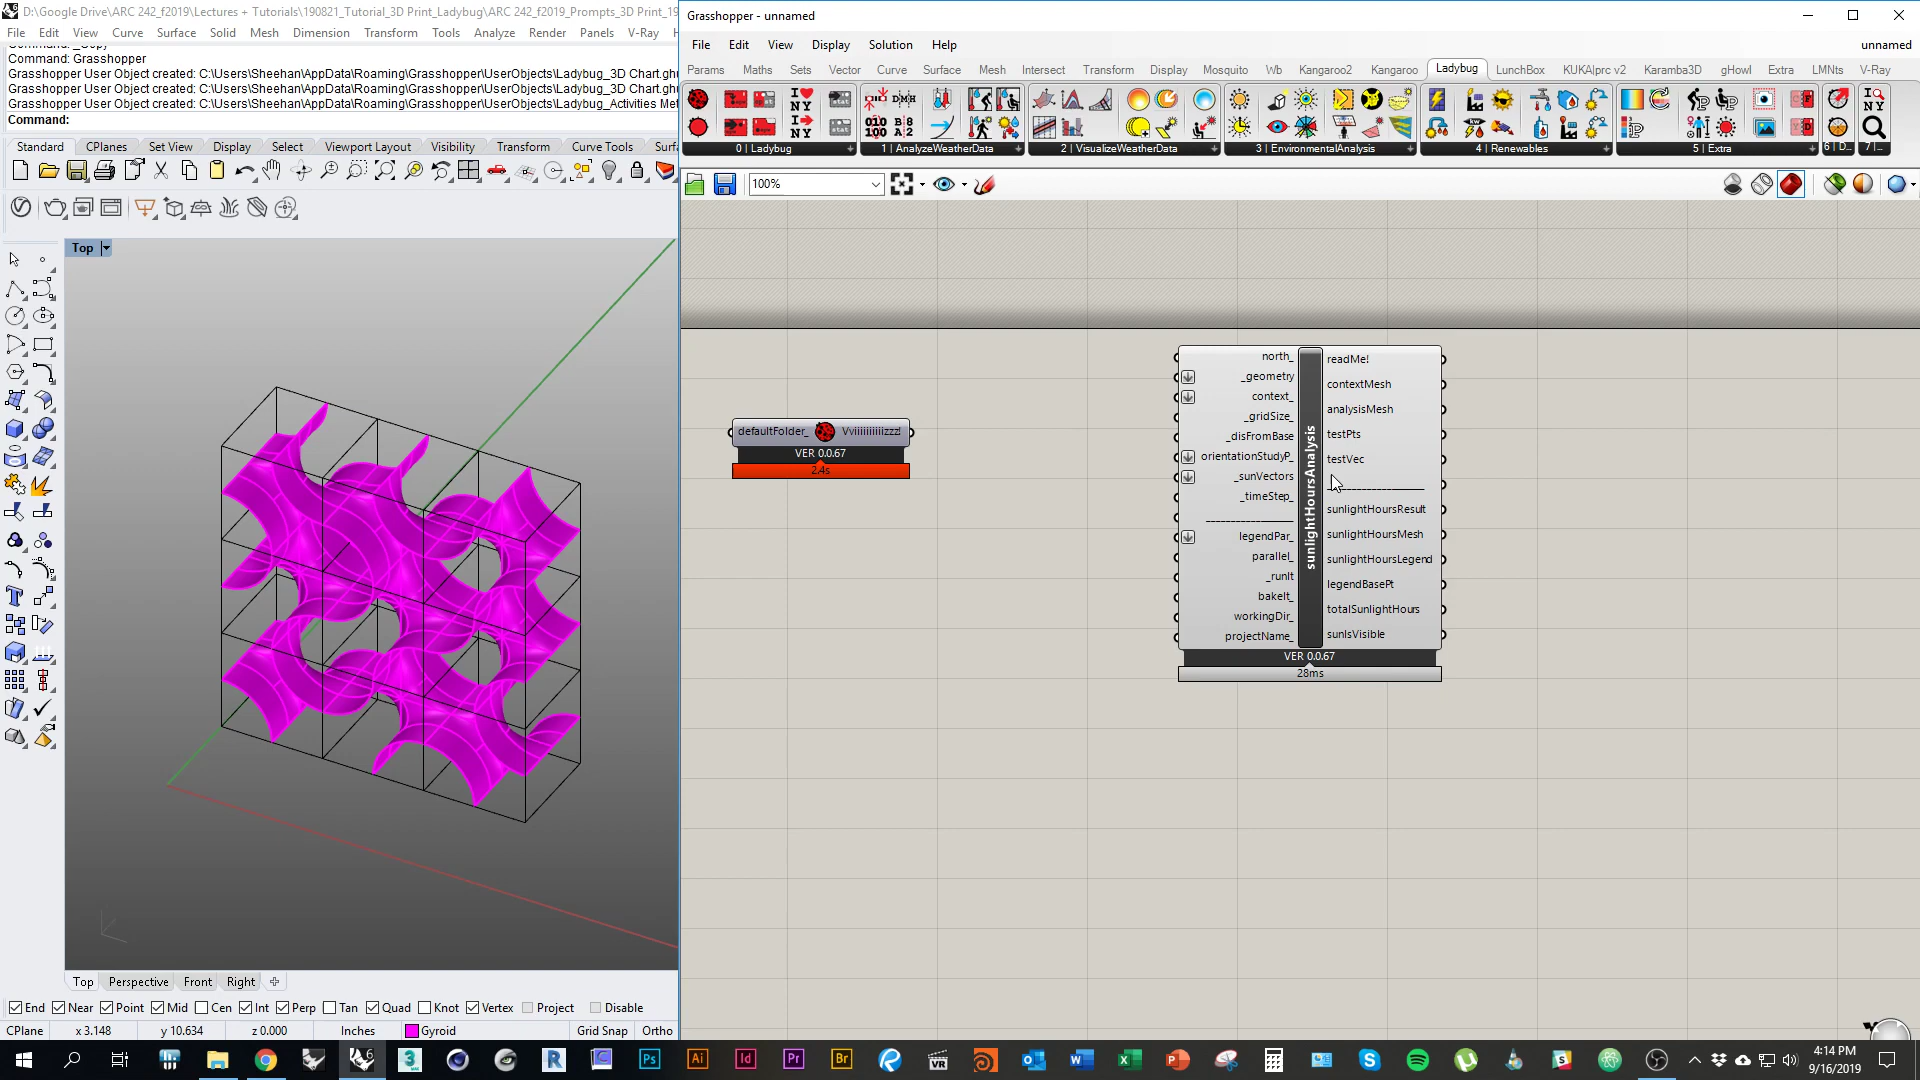 D:\Google Drive\ARC 242_f2019\Lectures + Tutorials\190821_Tutorial_3D Print_Ladybug\ARC 242_f2019_Prompts_3D Print_19
File Edit View Curve Surface Solid Mesh Dimension Transform Tools Analyze Render Panels V-Ray
Command: _Copy
Command: Grasshopper
Grasshopper User Object created: C:\Users\Sheehan\AppData\Roaming\Grasshopper\UserObjects\Ladybug_3D Chart.gh
Grasshopper User Object created: C:\Users\Sheehan\AppData\Roaming\Grasshopper\UserObjects\Ladybug_3D Chart.gh
Grasshopper User Object created: C:\Users\Sheehan\AppData\Roaming\Grasshopper\UserObjects\Ladybug_Activities Met
Command:
Standard CPlanes Set View Display Select Viewport Layout Visibility Transform Curve Tools Surf
Top
Top Perspective Front Right
End Near Point Mid Cen Int Perp Tan Quad Knot Vertex Project Disable
CPlane x 3.148 y 10.634 z 0.000 Inches Gyroid Grid Snap Ortho
Grasshopper - unnamed
File Edit View Display Solution Help unnamed
Params Maths Sets Vector Curve Surface Mesh Intersect Transform Display Mosquito Wb Kangaroo2 Kangaroo Ladybug LunchBox KUKA|prc v2 Karamba3D gHowl Extra LMNts V-Ray
0 | Ladybug 1 | AnalyzeWeatherData 2 | VisualizeWeatherData 3 | EnvironmentalAnalysis 4 | Renewables 5 | Extra 6 | D... 7 |...
100%
defaultFolder_ Vviiiiiiiiiizzz!
VER 0.0.67
2.4s
sunlightHoursAnalysis
north_
_geometry
context_
_gridSize_
_disFromBase
orientationStudyP_
_sunVectors
_timeStep_
legendPar_
parallel_
_runIt
bakeIt_
workingDir_
projectName_
readMe!
contextMesh
analysisMesh
testPts
testVec
sunlightHoursResult
sunlightHoursMesh
sunlightHoursLegend
legendBasePt
totalSunlightHours
sunIsVisible
VER 0.0.67
28ms
4:14 PM
9/16/2019